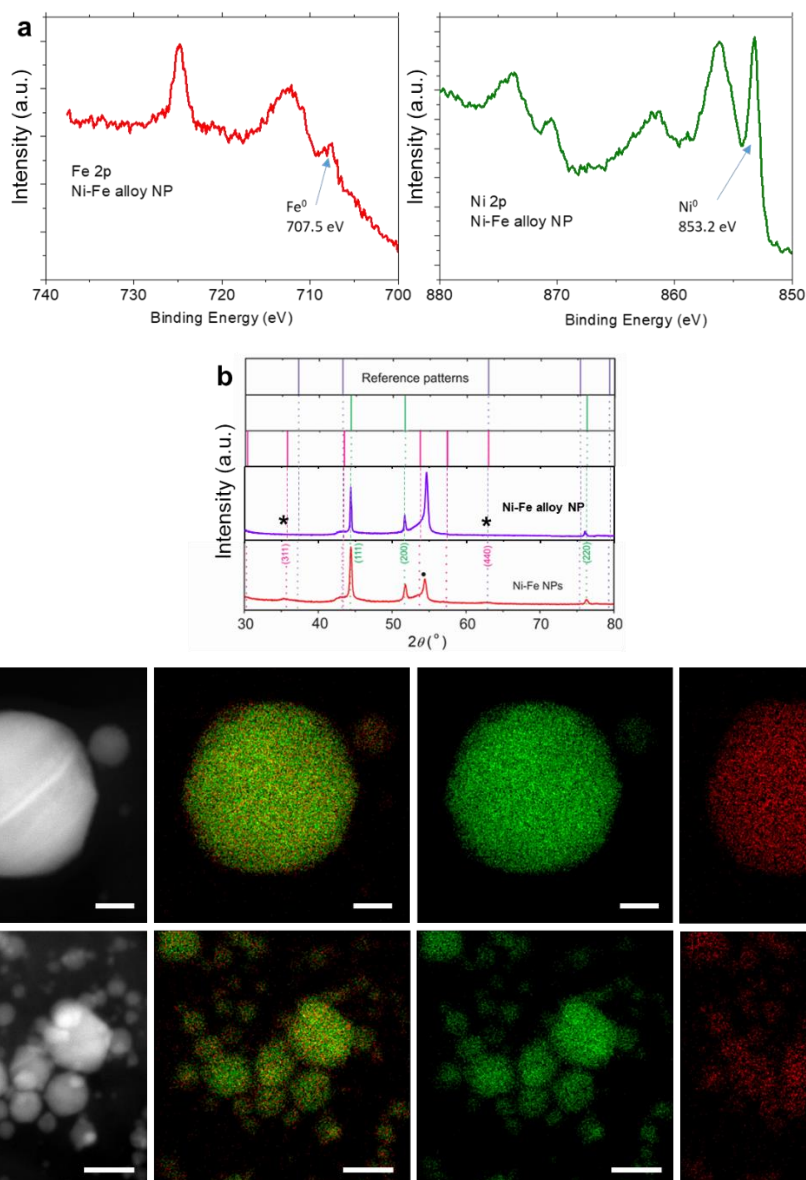 a
Intensity (a.u.)
Fe 2p
Ni-Fe alloy NP
Fe⁰
707.5 eV
740 730 720 710 700
Binding Energy (eV)
Intensity (a.u.)
Ni 2p
Ni-Fe alloy NP
Ni⁰
853.2 eV
880 870 860 850
Binding Energy (eV)
b
Intensity (a.u.)
Reference patterns
* Ni-Fe alloy NP *
(311) (111) (200) (440) (220)
Ni-Fe NPs
30 40 50 60 70 80
2θ (°)